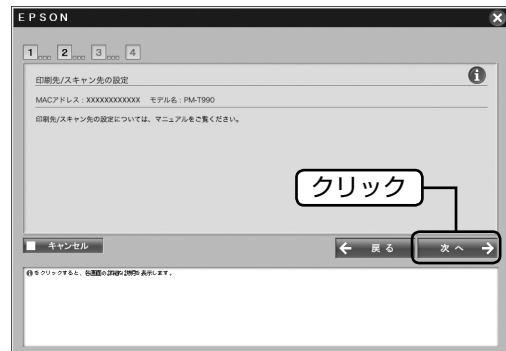 EPSON
1 2 3 4
印刷先/スキャン先の設定
MACアドレス：XXXXXXXXXXXX モデル名：PM-T990
印刷先/スキャン先の設定については、マニュアルをご覧ください。
クリック
キャンセル
戻る
次へ
をクリックすると、各画面の詳細な説明を表示します。